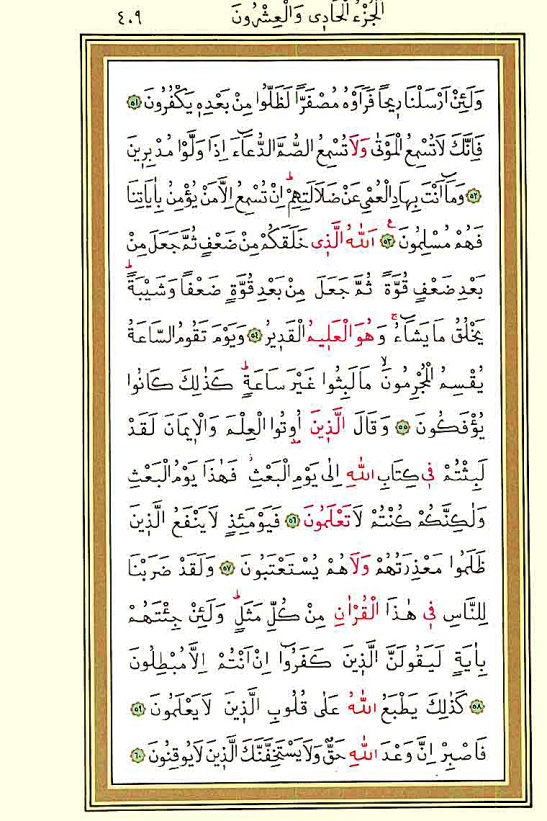 اَلْجُزْءُ الْحَادِى وَالْعِشْرُونَ
٤٠٩
وَلَئِنْ اَرْسَلْنَا رِيحاً فَرَاَوْهُ مُصْفَراًّ لَظَلُّوا مِنْ بَعْدِهِ يَكْفُرُونَ ﴿٥١﴾
فَاِنَّكَ لَا تُسْمِعُ الْمَوْتٰى وَلَا تُسْمِعُ الصُّمَّ الدُّعَاۤءَ اِذَا وَلَّوْا مُدْبِرِينَ
﴿٥٢﴾ وَمَاۤ اَنْتَ بِهَادِ الْعُمْىِ عَنْ ضَلَالَتِهِمْۜ اِنْ تُسْمِعُ اِلَّا مَنْ يُؤْمِنُ بِاٰيَاتِنَا
فَهُمْ مُسْلِمُونَ ﴿٥٣﴾ اَللّٰهُ الَّذِى خَلَقَكُمْ مِنْ ضَعْفٍ ثُمَّ جَعَلَ مِنْ
بَعْدِ ضَعْفٍ قُوَّةً ثُمَّ جَعَلَ مِنْ بَعْدِ قُوَّةٍ ضَعْفاً وَشَيْبَةًۜ
يَخْلُقُ مَا يَشَاۤءُۚ وَهُوَ الْعَلِيمُ الْقَدِيرُ ﴿٥٤﴾ وَيَوْمَ تَقُومُ السَّاعَةُ
يُقْسِمُ الْمُجْرِمُونَۙ مَا لَبِثُوا غَيْرَ سَاعَةٍۜ كَذٰلِكَ كَانُوا
يُؤْفَكُونَ ﴿٥٥﴾ وَقَالَ الَّذِينَ اُوتُوا الْعِلْمَ وَالْاِيمَانَ لَقَدْ
لَبِثْتُمْ فِى كِتَابِ اللّٰهِ اِلٰى يَوْمِ الْبَعْثِۘ فَهٰذَا يَوْمُ الْبَعْثِ
وَلٰكِنَّكُمْ كُنْتُمْ لَا تَعْلَمُونَ ﴿٥٦﴾ فَيَوْمَئِذٍ لَا يَنْفَعُ الَّذِينَ
ظَلَمُوا مَعْذِرَتُهُمْ وَلَا هُمْ يُسْتَعْتَبُونَ ﴿٥٧﴾ وَلَقَدْ ضَرَبْنَا
لِلنَّاسِ فِى هٰذَا الْقُرْاٰنِ مِنْ كُلِّ مَثَلٍۜ وَلَئِنْ جِئْتَهُمْ
بِاٰيَةٍ لَيَقُولَنَّ الَّذِينَ كَفَرُوۤا اِنْ اَنْتُمْ اِلَّا مُبْطِلُونَ
﴿٥٨﴾ كَذٰلِكَ يَطْبَعُ اللّٰهُ عَلٰى قُلُوبِ الَّذِينَ لَا يَعْلَمُونَ ﴿٥٩﴾
فَاصْبِرْ اِنَّ وَعْدَ اللّٰهِ حَقٌّ وَلَا يَسْتَخِفَّنَّكَ الَّذِينَ لَا يُوقِنُونَ ﴿٦٠﴾